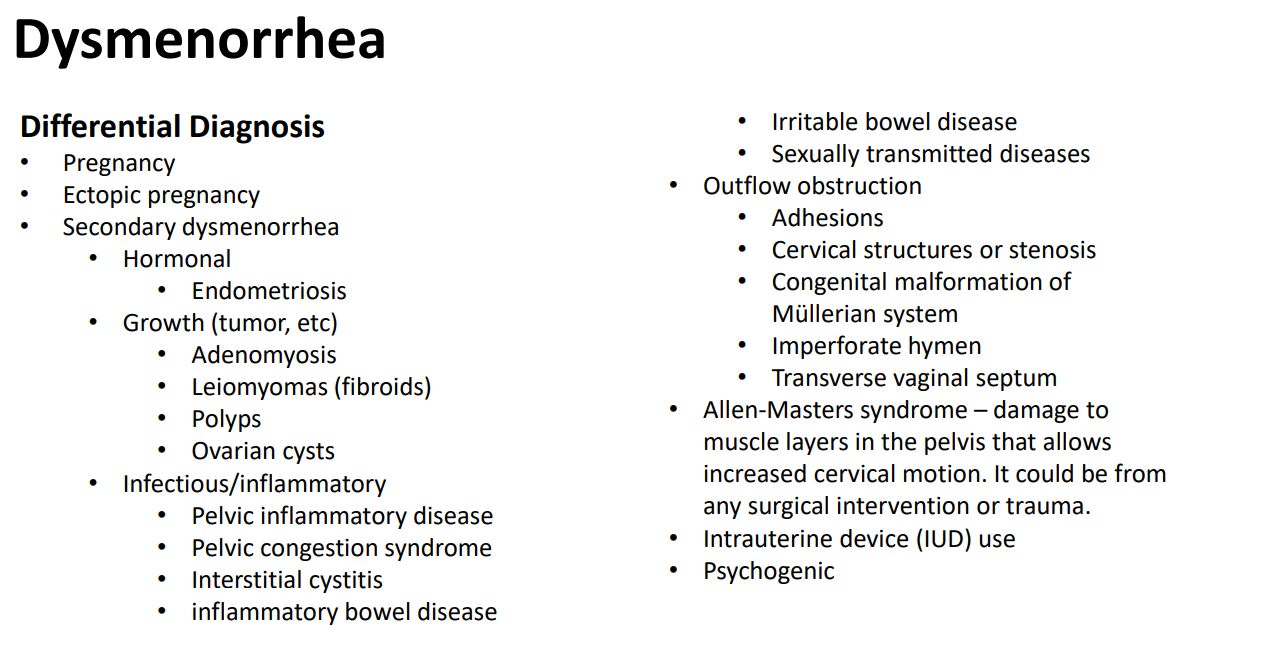 Dysmenorrhea
Differential Diagnosis
• Pregnancy
• Ectopic pregnancy
• Secondary dysmenorrhea
• Hormonal
• Endometriosis
• Growth (tumor, etc)
• Adenomyosis
• Leiomyomas (fibroids)
• Polyps
• Ovarian cysts
• Infectious/inflammatory
• Pelvic inflammatory disease
• Pelvic congestion syndrome
• Interstitial cystitis
• inflammatory bowel disease
• Irritable bowel disease
• Sexually transmitted diseases
• Outflow obstruction
• Adhesions
• Cervical structures or stenosis
• Congenital malformation of
Müllerian system
• Imperforate hymen
• Transverse vaginal septum
• Allen-Masters syndrome – damage to
muscle layers in the pelvis that allows
increased cervical motion. It could be from
any surgical intervention or trauma.
• Intrauterine device (IUD) use
• Psychogenic